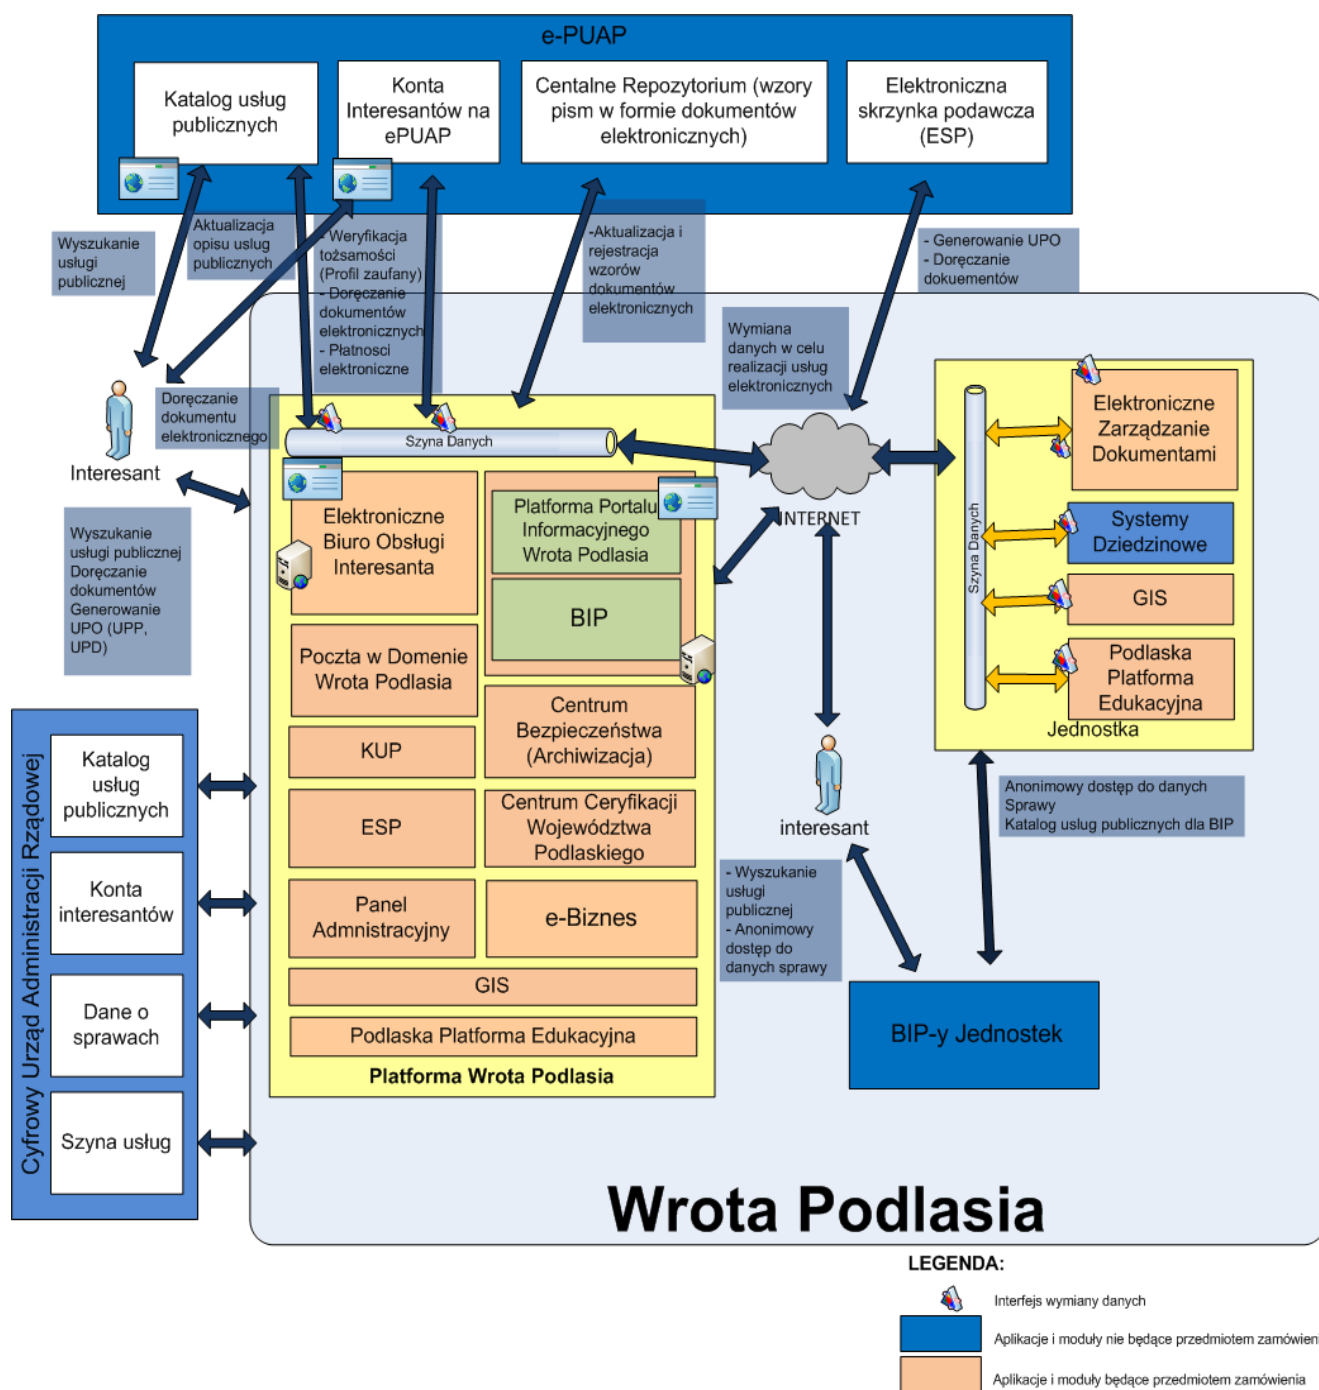 e-PUAP
Katalog usług
publicznych
Konta
Interesantów na
ePUAP
Centalne Repozytorium (wzory
pism w formie dokumentów
elektronicznych)
Elektroniczna
skrzynka podawcza
(ESP)
Wyszukanie
usługi
publicznej
Aktualizacja
opisu uslug
publicznych
- Weryfikacja
tożsamości
(Profil zaufany)
- Doręczanie
dokumentów
elektronicznych
- Płatnosci
elektroniczne
-Aktualizacja i
rejestracja
wzorów
dokumentów
elektronicznych
- Generowanie UPO
- Doręczanie
dokuementów
Wymiana
danych w celu
realizacji usług
elektronicznych
Doręczanie
dokumentu
elektronicznego
Interesant
Wyszukanie
usługi publicznej
Doręczanie
dokumentów
Generowanie
UPO (UPP,
UPD)
Szyna Danych
Elektroniczne
Biuro Obsługi
Interesanta
Platforma Portalu
Informacyjnego
Wrota Podlasia
BIP
Poczta w Domenie
Wrota Podlasia
Centrum
Bezpieczeństwa
(Archiwizacja)
KUP
ESP
Centrum Ceryfikacji
Województwa
Podlaskiego
Panel
Admnistracyjny
e-Biznes
GIS
Podlaska Platforma Edukacyjna
Platforma Wrota Podlasia
INTERNET
Szyna Danych
Elektroniczne
Zarządzanie
Dokumentami
Systemy
Dziedzinowe
GIS
Podlaska
Platforma
Edukacyjna
Jednostka
interesant
- Wyszukanie
usługi
publicznej
- Anonimowy
dostęp do
danych sprawy
Anonimowy dostęp do danych
Sprawy
Katalog uslug publicznych dla BIP
BIP-y Jednostek
Cyfrowy Urząd Administracji Rządowej
Katalog
usług
publicznych
Konta
interesantów
Dane o
sprawach
Szyna usług
Wrota Podlasia
LEGENDA:
Interfejs wymiany danych
Aplikacje i moduły nie będące przedmiotem zamówieni
Aplikacje i moduły będące przedmiotem zamówienia